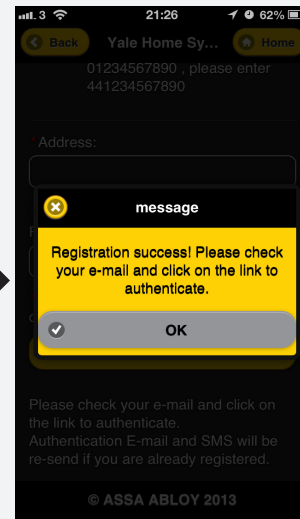 3 21:26 62%
Back Yale Home Sy... Home
01234567890 , please enter
441234567890
*Address:
message
Registration success! Please check
your e-mail and click on the link to
authenticate.
OK
Please check your e-mail and click on
the link to authenticate.
Authentication E-mail and SMS will be
re-send if you are already registered.
© ASSA ABLOY 2013